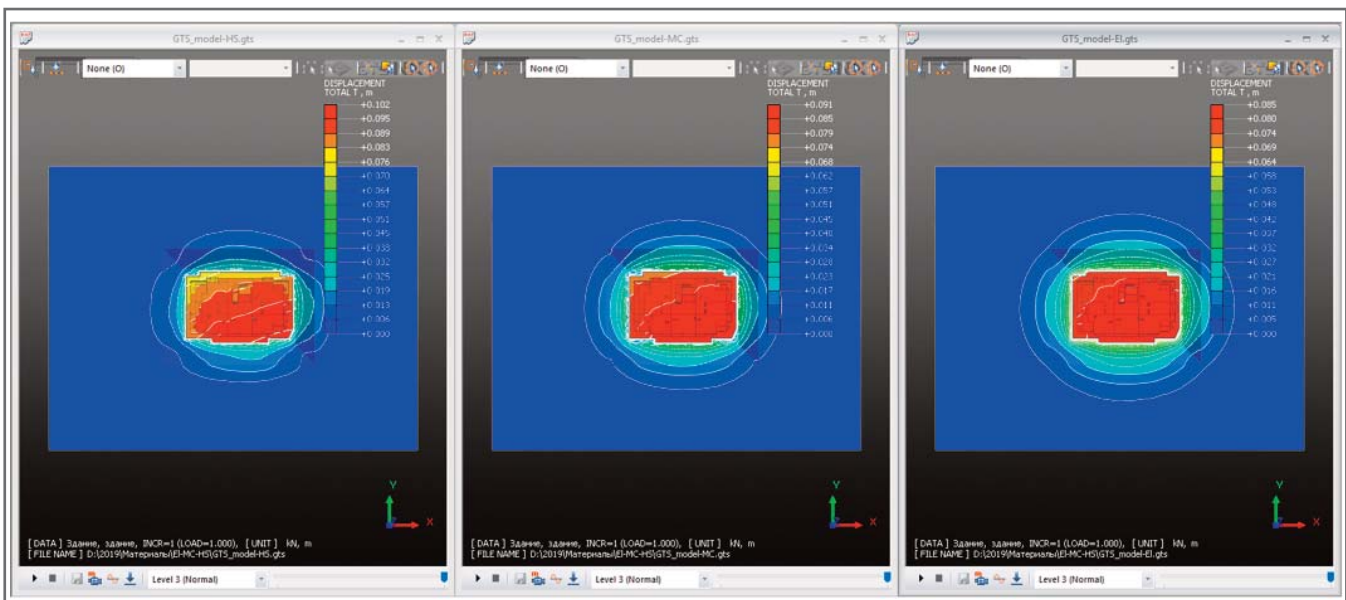 GTS_model-HS.gts
None (O)
DISPLACEMENT
TOTAL T , m
+0.102
+0.095
+0.089
+0.083
+0.076
+0.070
+0.064
+0.057
+0.051
+0.045
+0.038
+0.032
+0.025
+0.019
+0.013
+0.006
+0.000
Y
X
[ DATA ] Здание, здание, INCR=1 (LOAD=1.000), [ UNIT ] kN, m
[ FILE NAME ] D:\2019\Материалы\El-MC-HS\GTS_model-HS.gts
Level 3 (Normal)
GTS_model-MC.gts
None (O)
DISPLACEMENT
TOTAL T , m
+0.091
+0.085
+0.079
+0.074
+0.068
+0.062
+0.057
+0.051
+0.045
+0.040
+0.034
+0.028
+0.023
+0.017
+0.011
+0.006
+0.000
Y
X
[ DATA ] Здание, здание, INCR=1 (LOAD=1.000), [ UNIT ] kN, m
[ FILE NAME ] D:\2019\Материалы\El-MC-HS\GTS_model-MC.gts
Level 3 (Normal)
GTS_model-El.gts
None (O)
DISPLACEMENT
TOTAL T , m
+0.085
+0.080
+0.074
+0.069
+0.064
+0.058
+0.053
+0.048
+0.042
+0.037
+0.032
+0.027
+0.021
+0.016
+0.011
+0.005
+0.000
Y
X
[ DATA ] Здание, здание, INCR=1 (LOAD=1.000), [ UNIT ] kN, m
[ FILE NAME ] D:\2019\Материалы\El-MC-HS\GTS_model-El.gts
Level 3 (Normal)